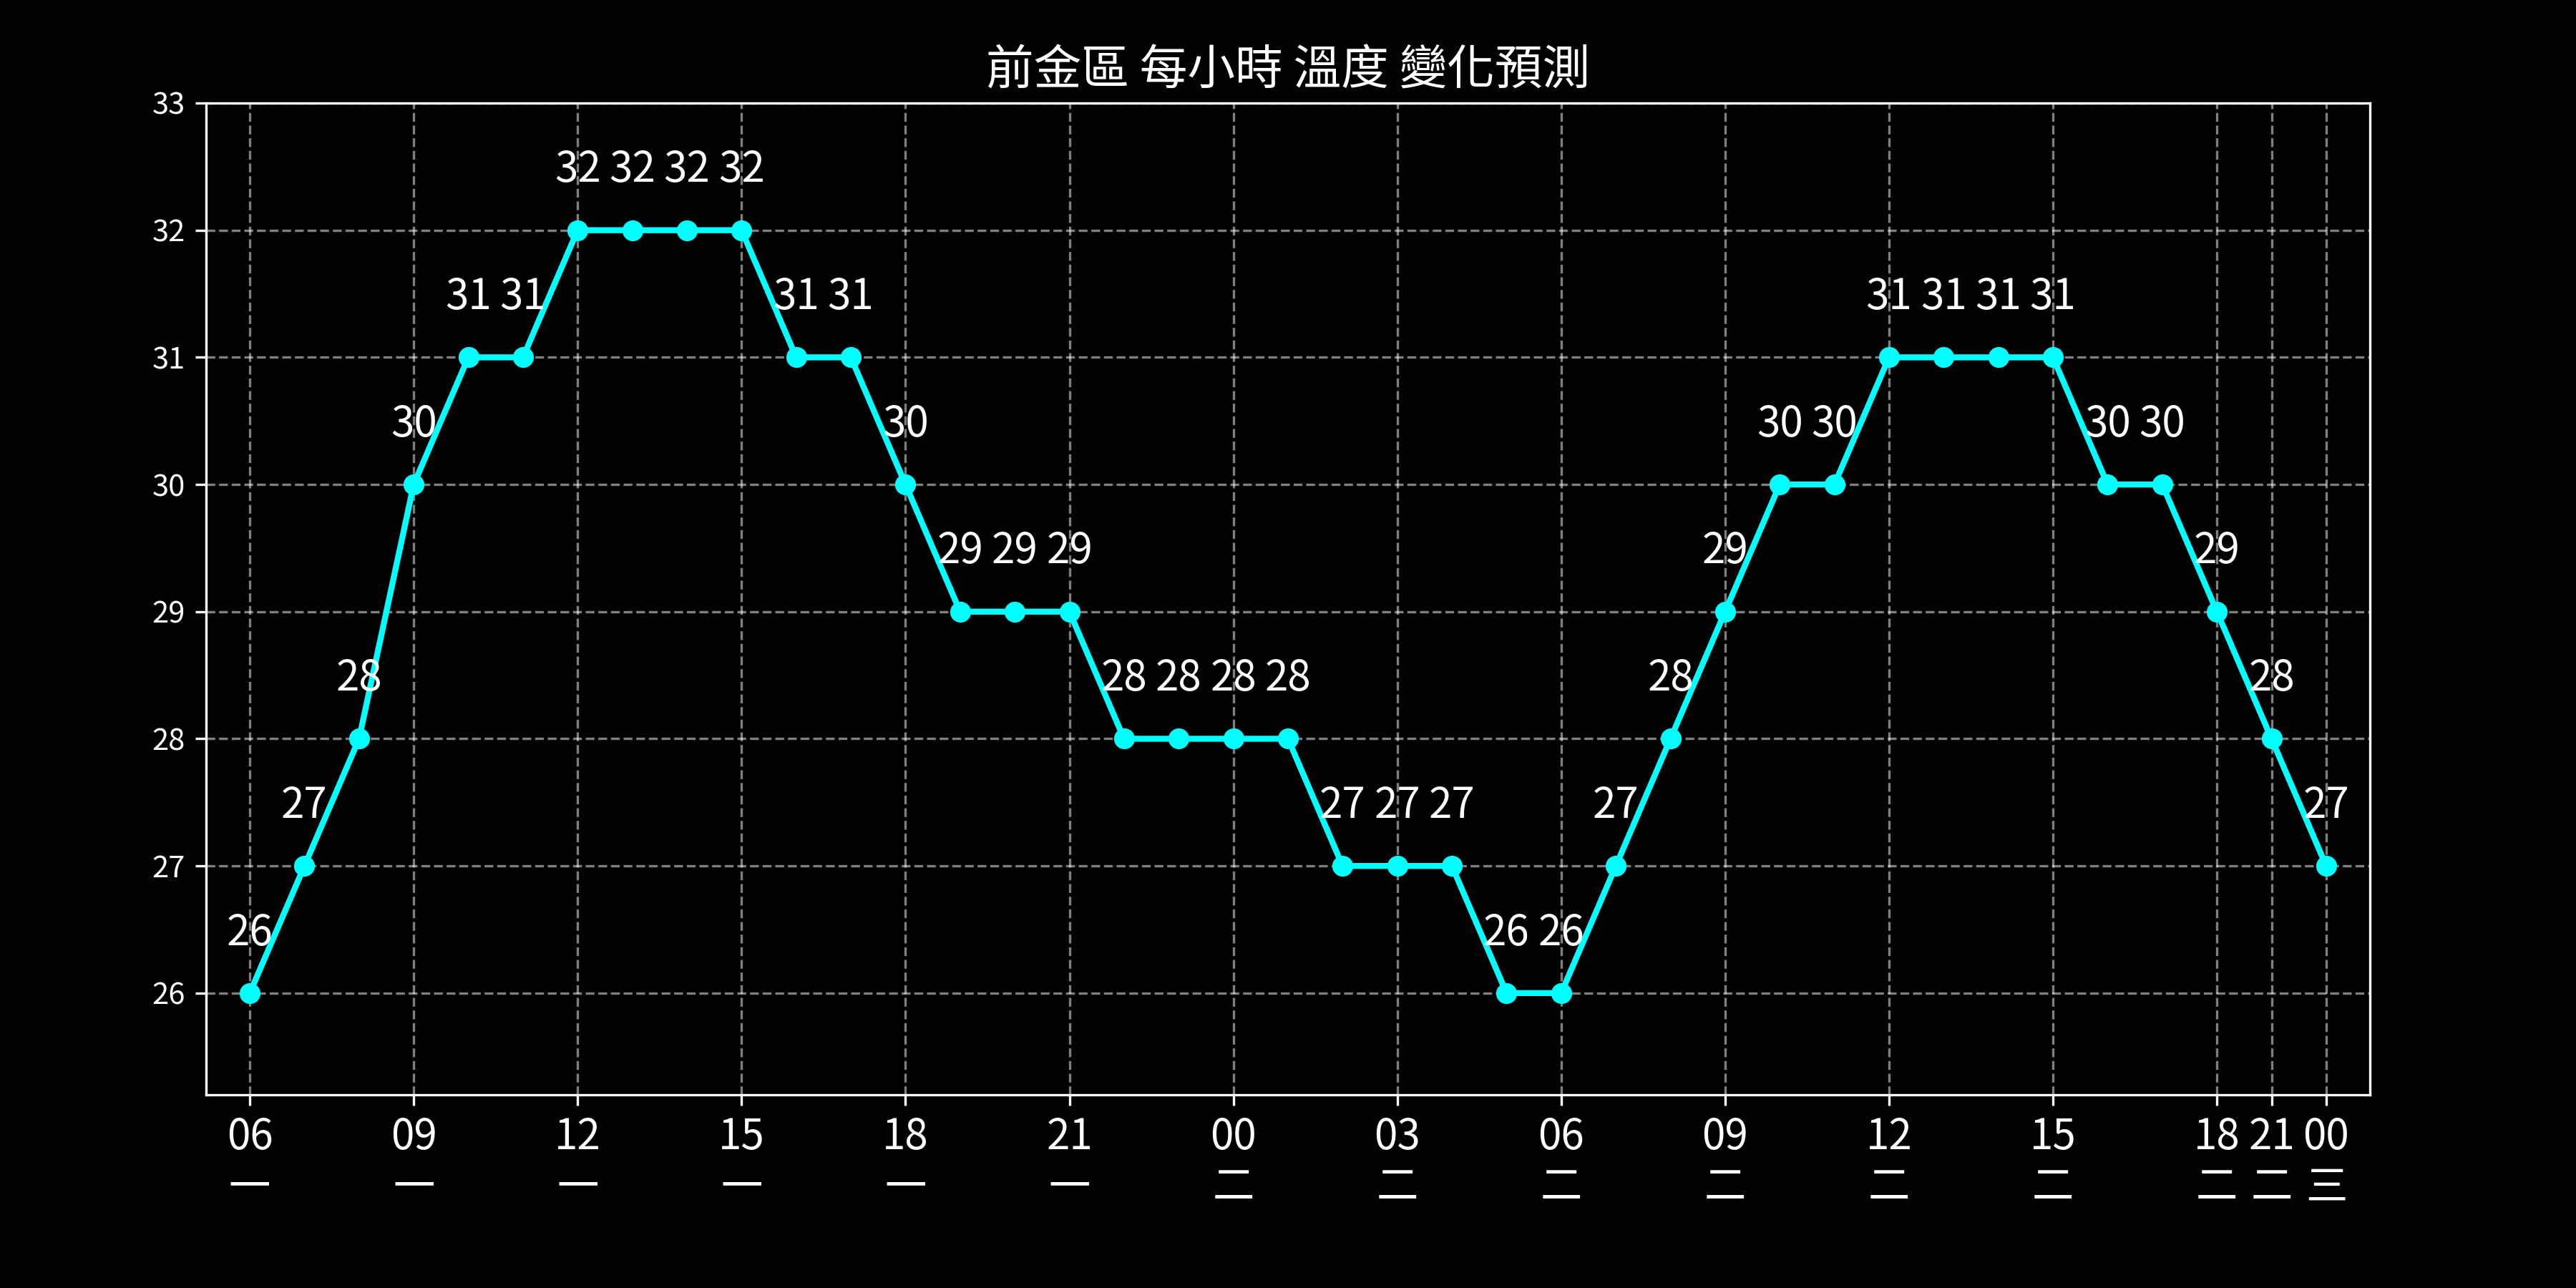 前金區 每小時 溫度 變化預測
33
32 32 32 32
32
31 31 31 31 31 31 31 31
31
30 30 30 30 30 30
30
29 29 29 29 29
29
28 28 28 28 28 28 28
28
27 27 27 27 27 27
27
26 26 26
26
06 09 12 15 18 21 00 03 06 09 12 15 18 21 00
一 一 一 一 一 一 二 二 二 二 二 二 二 二 三